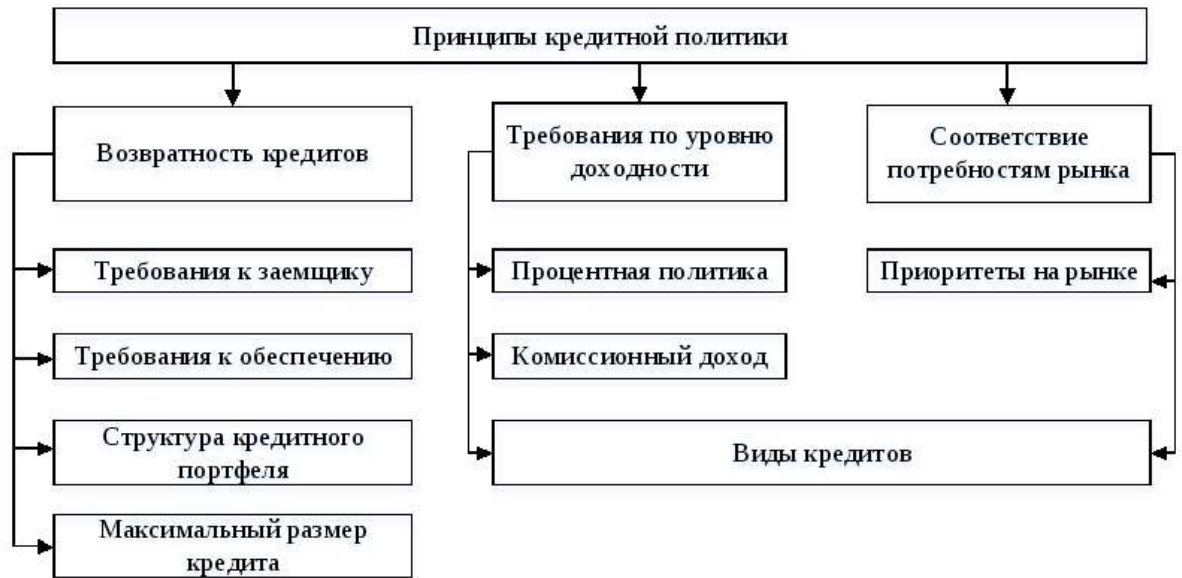 Принципы кредитной политики
Возвратность кредитов
Требования по уровню
доходности
Соответствие
потребностям рынка
Требования к заемщику
Процентная политика
Приоритеты на рынке
Требования к обеспечению
Комиссионный доход
Структура кредитного
портфеля
Виды кредитов
Максимальный размер
кредита